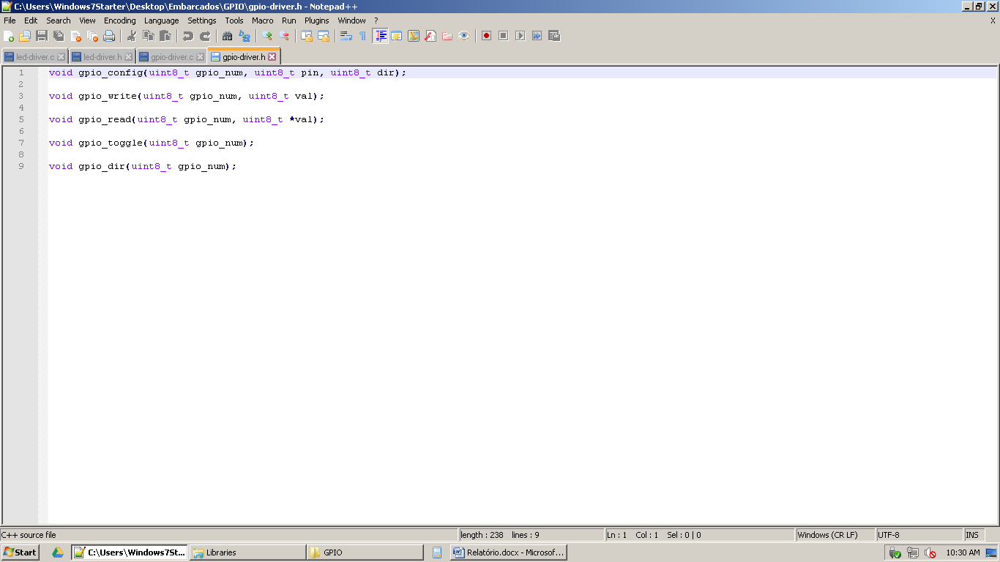 C:\Users\Windows7Starter\Desktop\Embarcados\GPIO\gpio-driver.h - Notepad++
File Edit Search View Encoding Language Settings Tools Macro Run Plugins Window ? X
led-driver.c led-driver.h gpio-driver.c gpio-driver.h
1 void gpio_config(uint8_t gpio_num, uint8_t pin, uint8_t dir);
2
3 void gpio_write(uint8_t gpio_num, uint8_t val);
4
5 void gpio_read(uint8_t gpio_num, uint8_t *val);
6
7 void gpio_toggle(uint8_t gpio_num);
8
9 void gpio_dir(uint8_t gpio_num);
C++ source file length : 238 lines : 9 Ln : 1 Col : 1 Sel : 0 | 0 Windows (CR LF) UTF-8 INS
Start C:\Users\Windows7St... Libraries GPIO Relatório.docx - Microsof... 10:30 AM